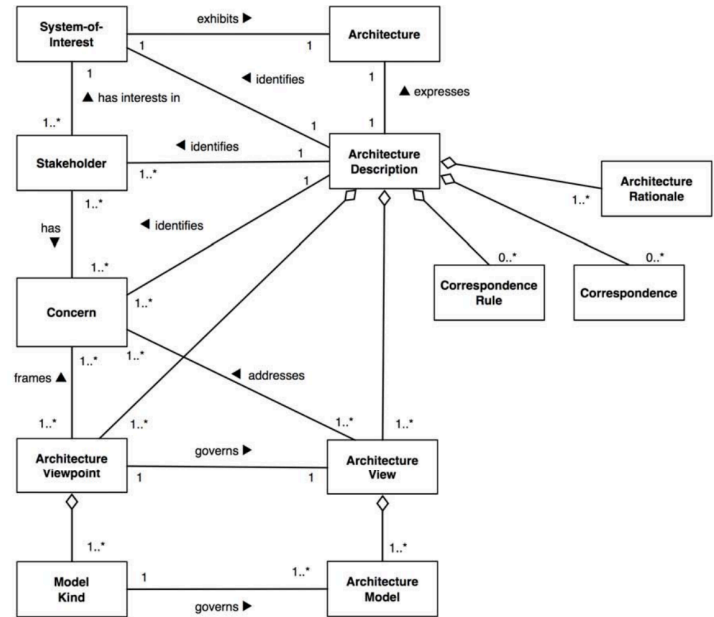 System-of-
Interest
exhibits ►
Architecture
1
1
1
◄ identifies
1
▲ has interests in
▲ expresses
1..*
1
1
Stakeholder
◄ identifies
1
Architecture
Description
1..*
1..*
1
Architecture
Rationale
1..*
has
▼
◄ identifies
1..*
0..*
0..*
1..*
Concern
Correspondence
Rule
Correspondence
1..*
1..*
frames ▲
◄ addresses
1..*
1..*
1..*
1..*
Architecture
Viewpoint
governs ►
Architecture
View
1
1
1..*
1..*
Model
Kind
1
1..*
Architecture
Model
governs ►